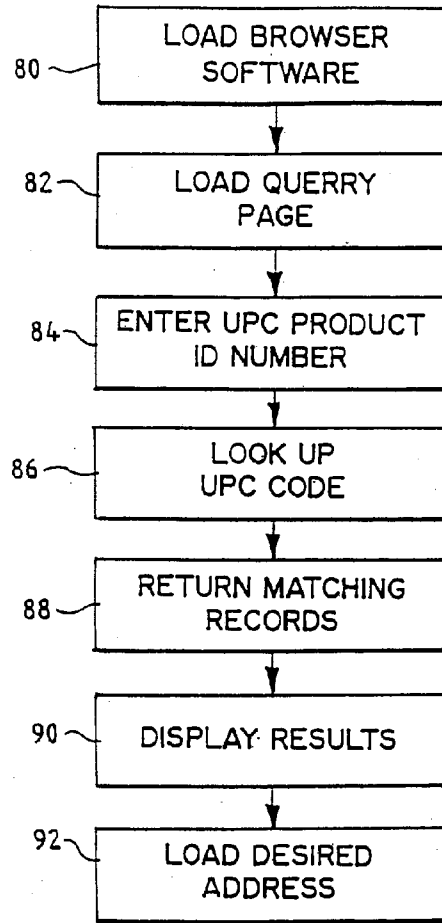 LOAD BROWSER
80
SOFTWARE
82
LOAD QUERRY
PAGE
84
ENTER UPC PRODUCT
ID NUMBER
LOOK UP
86
UPC CODE
RETURN MATCHING
88
RECORDS
90
DISPLAY RESULTS
92
LOAD DESIRED
ADDRESS